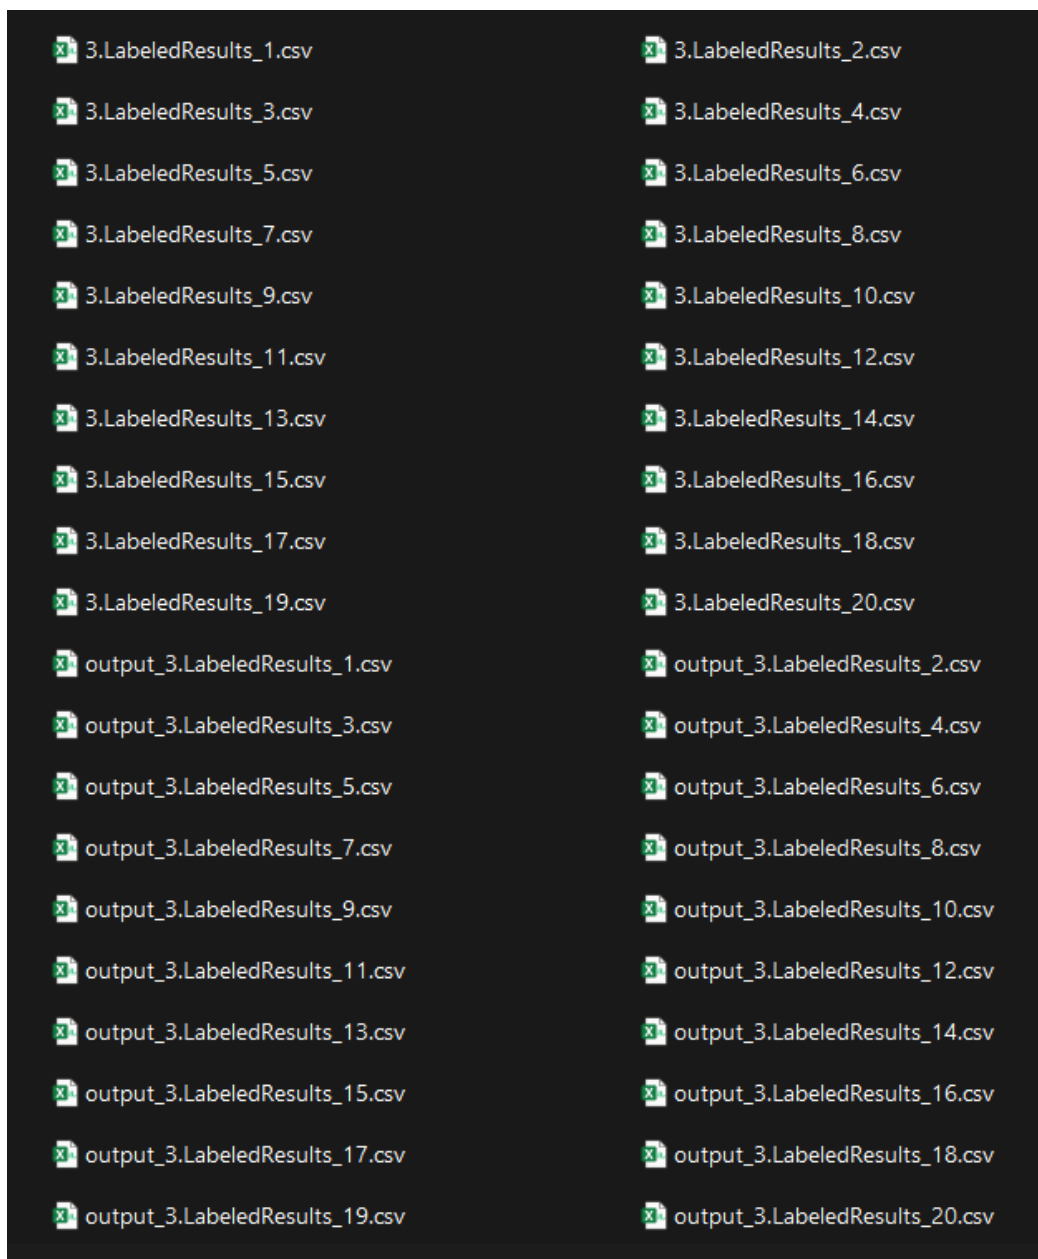 3.LabeledResults_1.csv 3.LabeledResults_2.csv
3.LabeledResults_3.csv 3.LabeledResults_4.csv
3.LabeledResults_5.csv 3.LabeledResults_6.csv
3.LabeledResults_7.csv 3.LabeledResults_8.csv
3.LabeledResults_9.csv 3.LabeledResults_10.csv
3.LabeledResults_11.csv 3.LabeledResults_12.csv
3.LabeledResults_13.csv 3.LabeledResults_14.csv
3.LabeledResults_15.csv 3.LabeledResults_16.csv
3.LabeledResults_17.csv 3.LabeledResults_18.csv
3.LabeledResults_19.csv 3.LabeledResults_20.csv
output_3.LabeledResults_1.csv output_3.LabeledResults_2.csv
output_3.LabeledResults_3.csv output_3.LabeledResults_4.csv
output_3.LabeledResults_5.csv output_3.LabeledResults_6.csv
output_3.LabeledResults_7.csv output_3.LabeledResults_8.csv
output_3.LabeledResults_9.csv output_3.LabeledResults_10.csv
output_3.LabeledResults_11.csv output_3.LabeledResults_12.csv
output_3.LabeledResults_13.csv output_3.LabeledResults_14.csv
output_3.LabeledResults_15.csv output_3.LabeledResults_16.csv
output_3.LabeledResults_17.csv output_3.LabeledResults_18.csv
output_3.LabeledResults_19.csv output_3.LabeledResults_20.csv